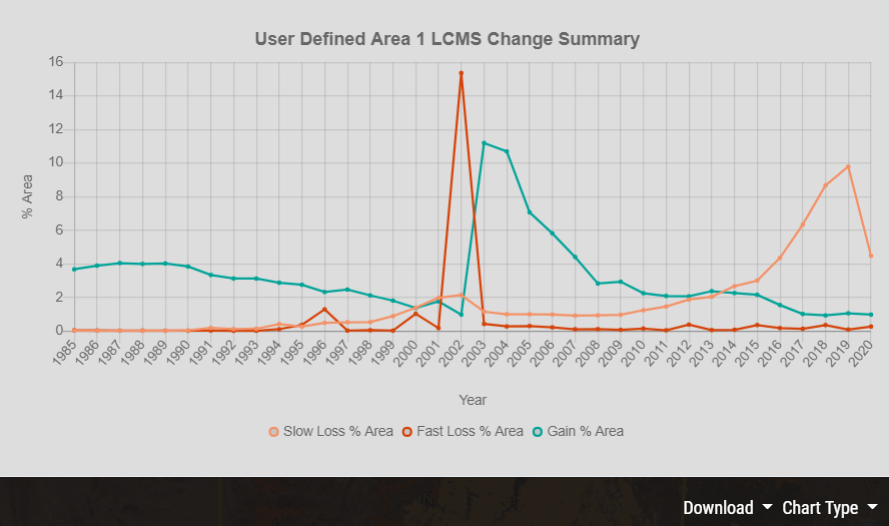 User Defined Area 1 LCMS Change Summary
16
14
12
10
8
6
4
2
0
% Area
1985 1986 1987 1988 1989 1990 1991 1992 1993 1994 1995 1996 1997 1998 1999 2000 2001 2002 2003 2004 2005 2006 2007 2008 2009 2010 2011 2012 2013 2014 2015 2016 2017 2018 2019 2020
Year
Slow Loss % Area Fast Loss % Area Gain % Area
Download Chart Type